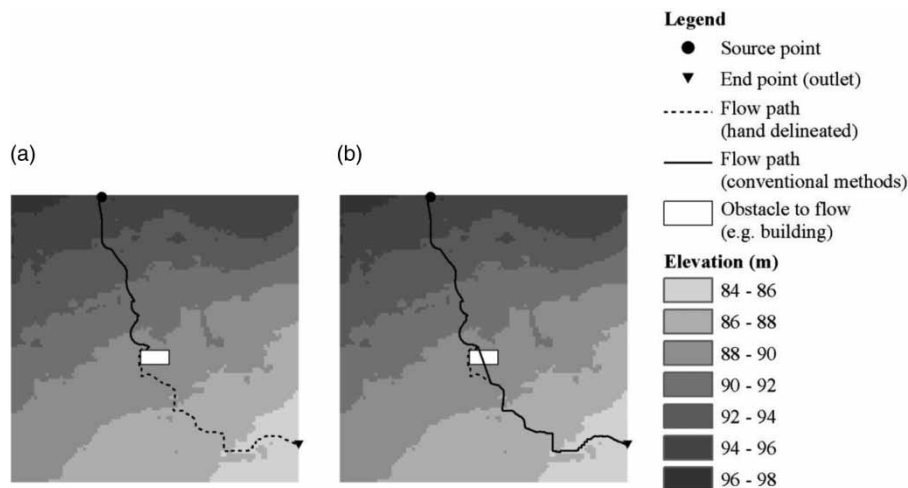 (a)
(b)
Legend
Source point
End point (outlet)
Flow path
(hand delineated)
Flow path
(conventional methods)
Obstacle to flow
(e.g. building)
Elevation (m)
84 - 86
86 - 88
88 - 90
90 - 92
92 - 94
94 - 96
96 - 98